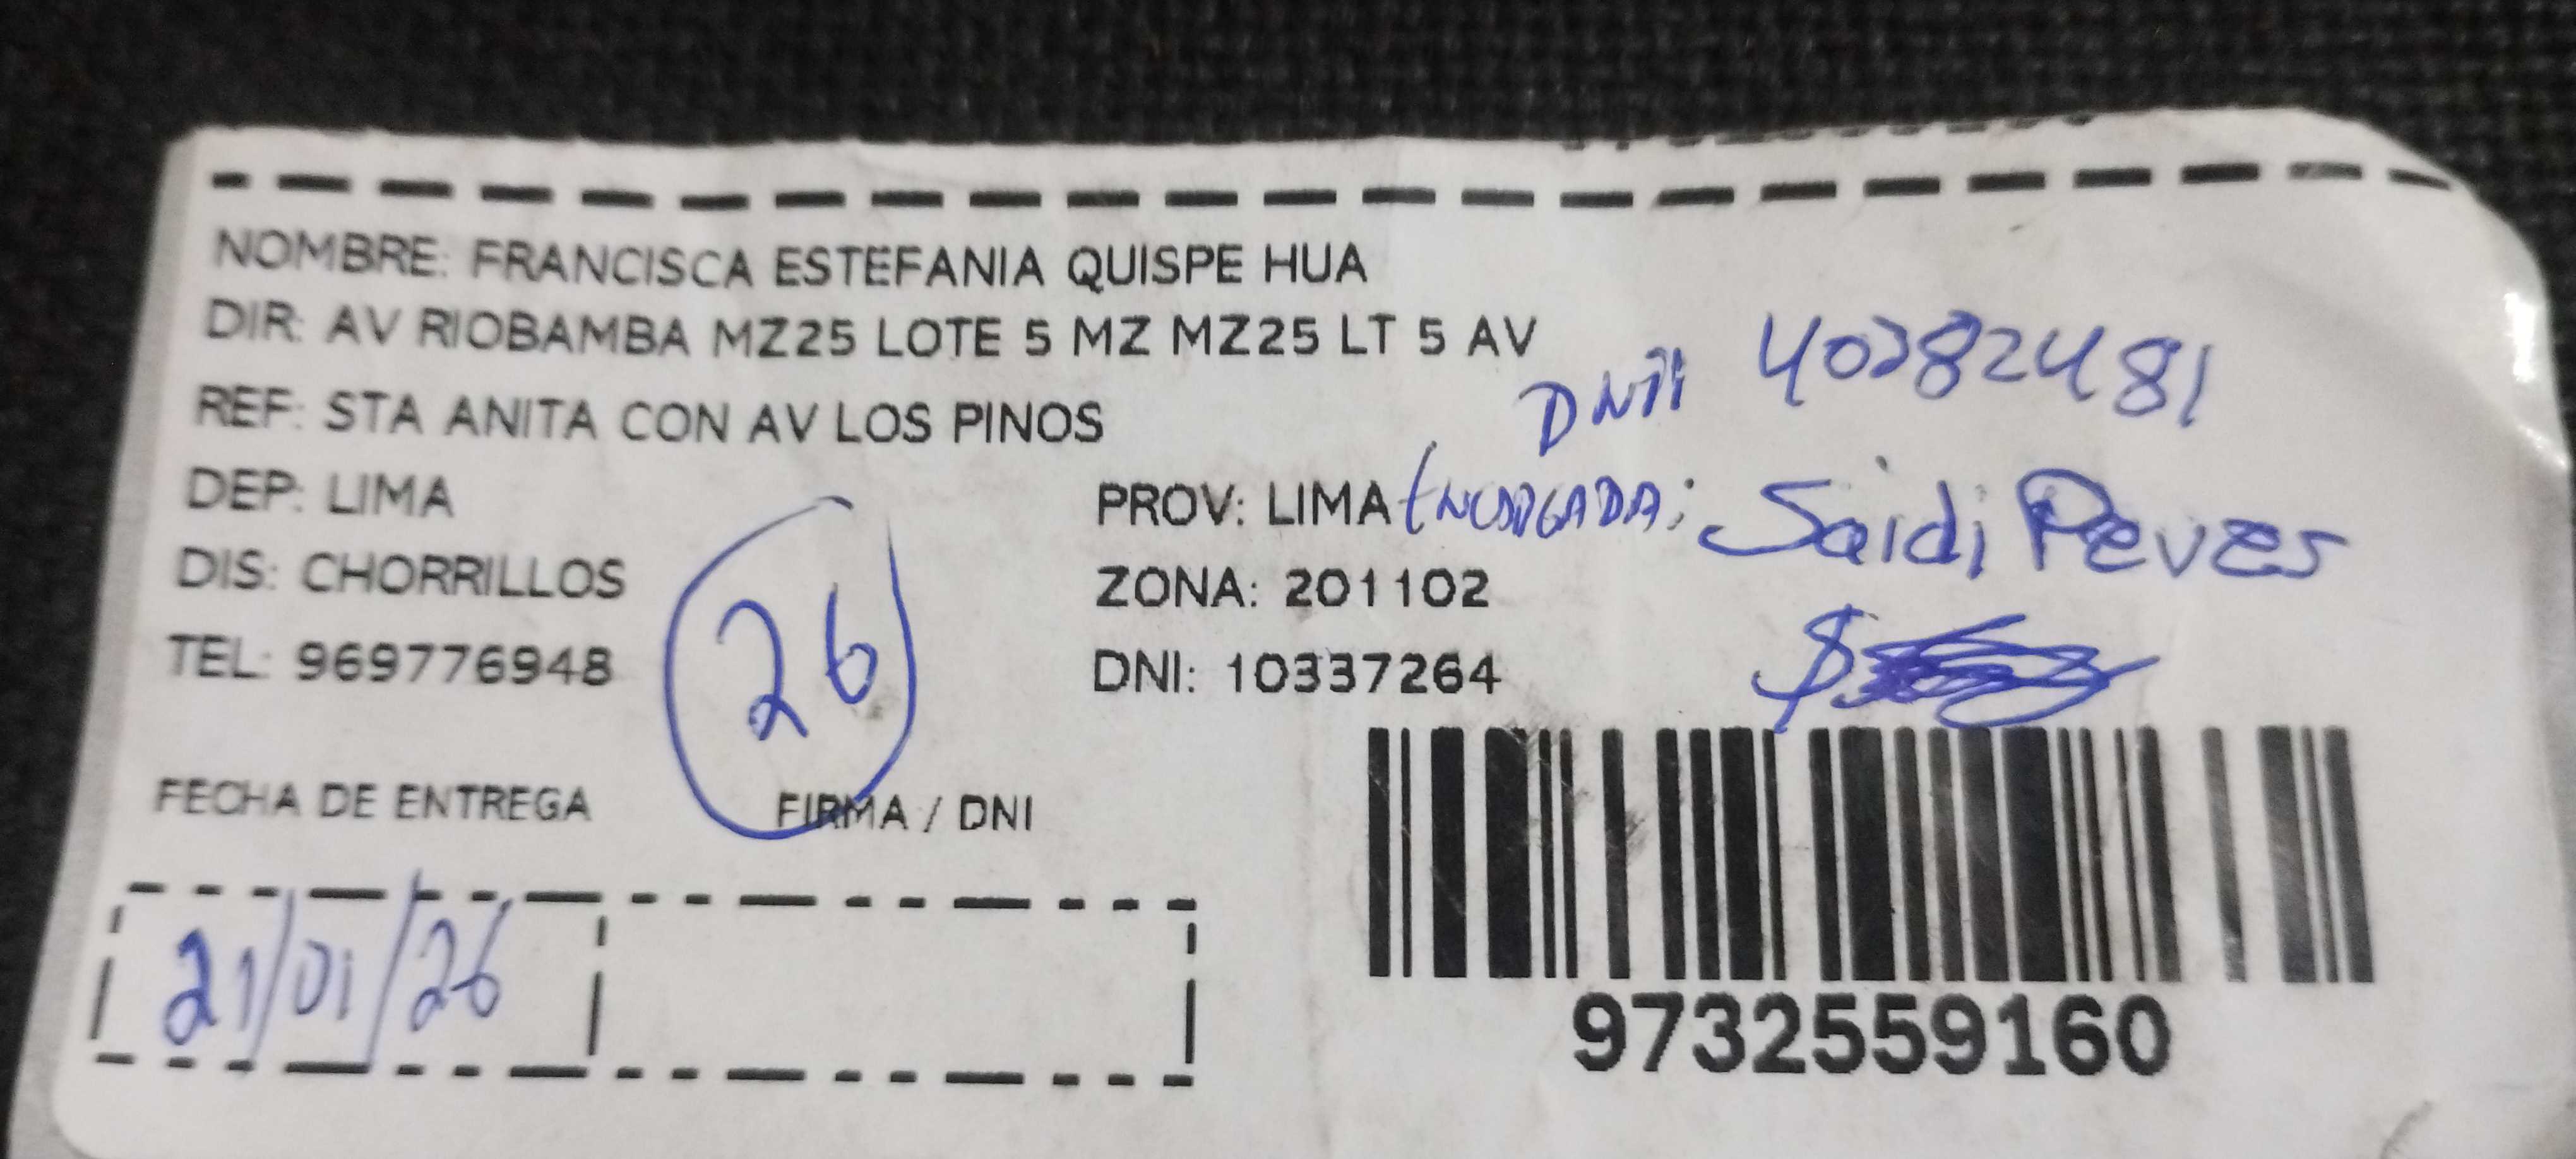 NOMBRE: FRANCISCA ESTEFANIA QUISPE HUA
DIR: AV RIOBAMBA MZ25 LOTE 5 MZ MZ25 LT 5 AV
DNI: 40282481
REF: STA ANITA CON AV LOS PINOS
DEP: LIMA
PROV: LIMA
Encargada: Saidi Peves
DIS: CHORRILLOS
ZONA: 201102
26
TEL: 969776948
DNI: 10337264
FECHA DE ENTREGA
FIRMA / DNI
21/01/26
9732559160